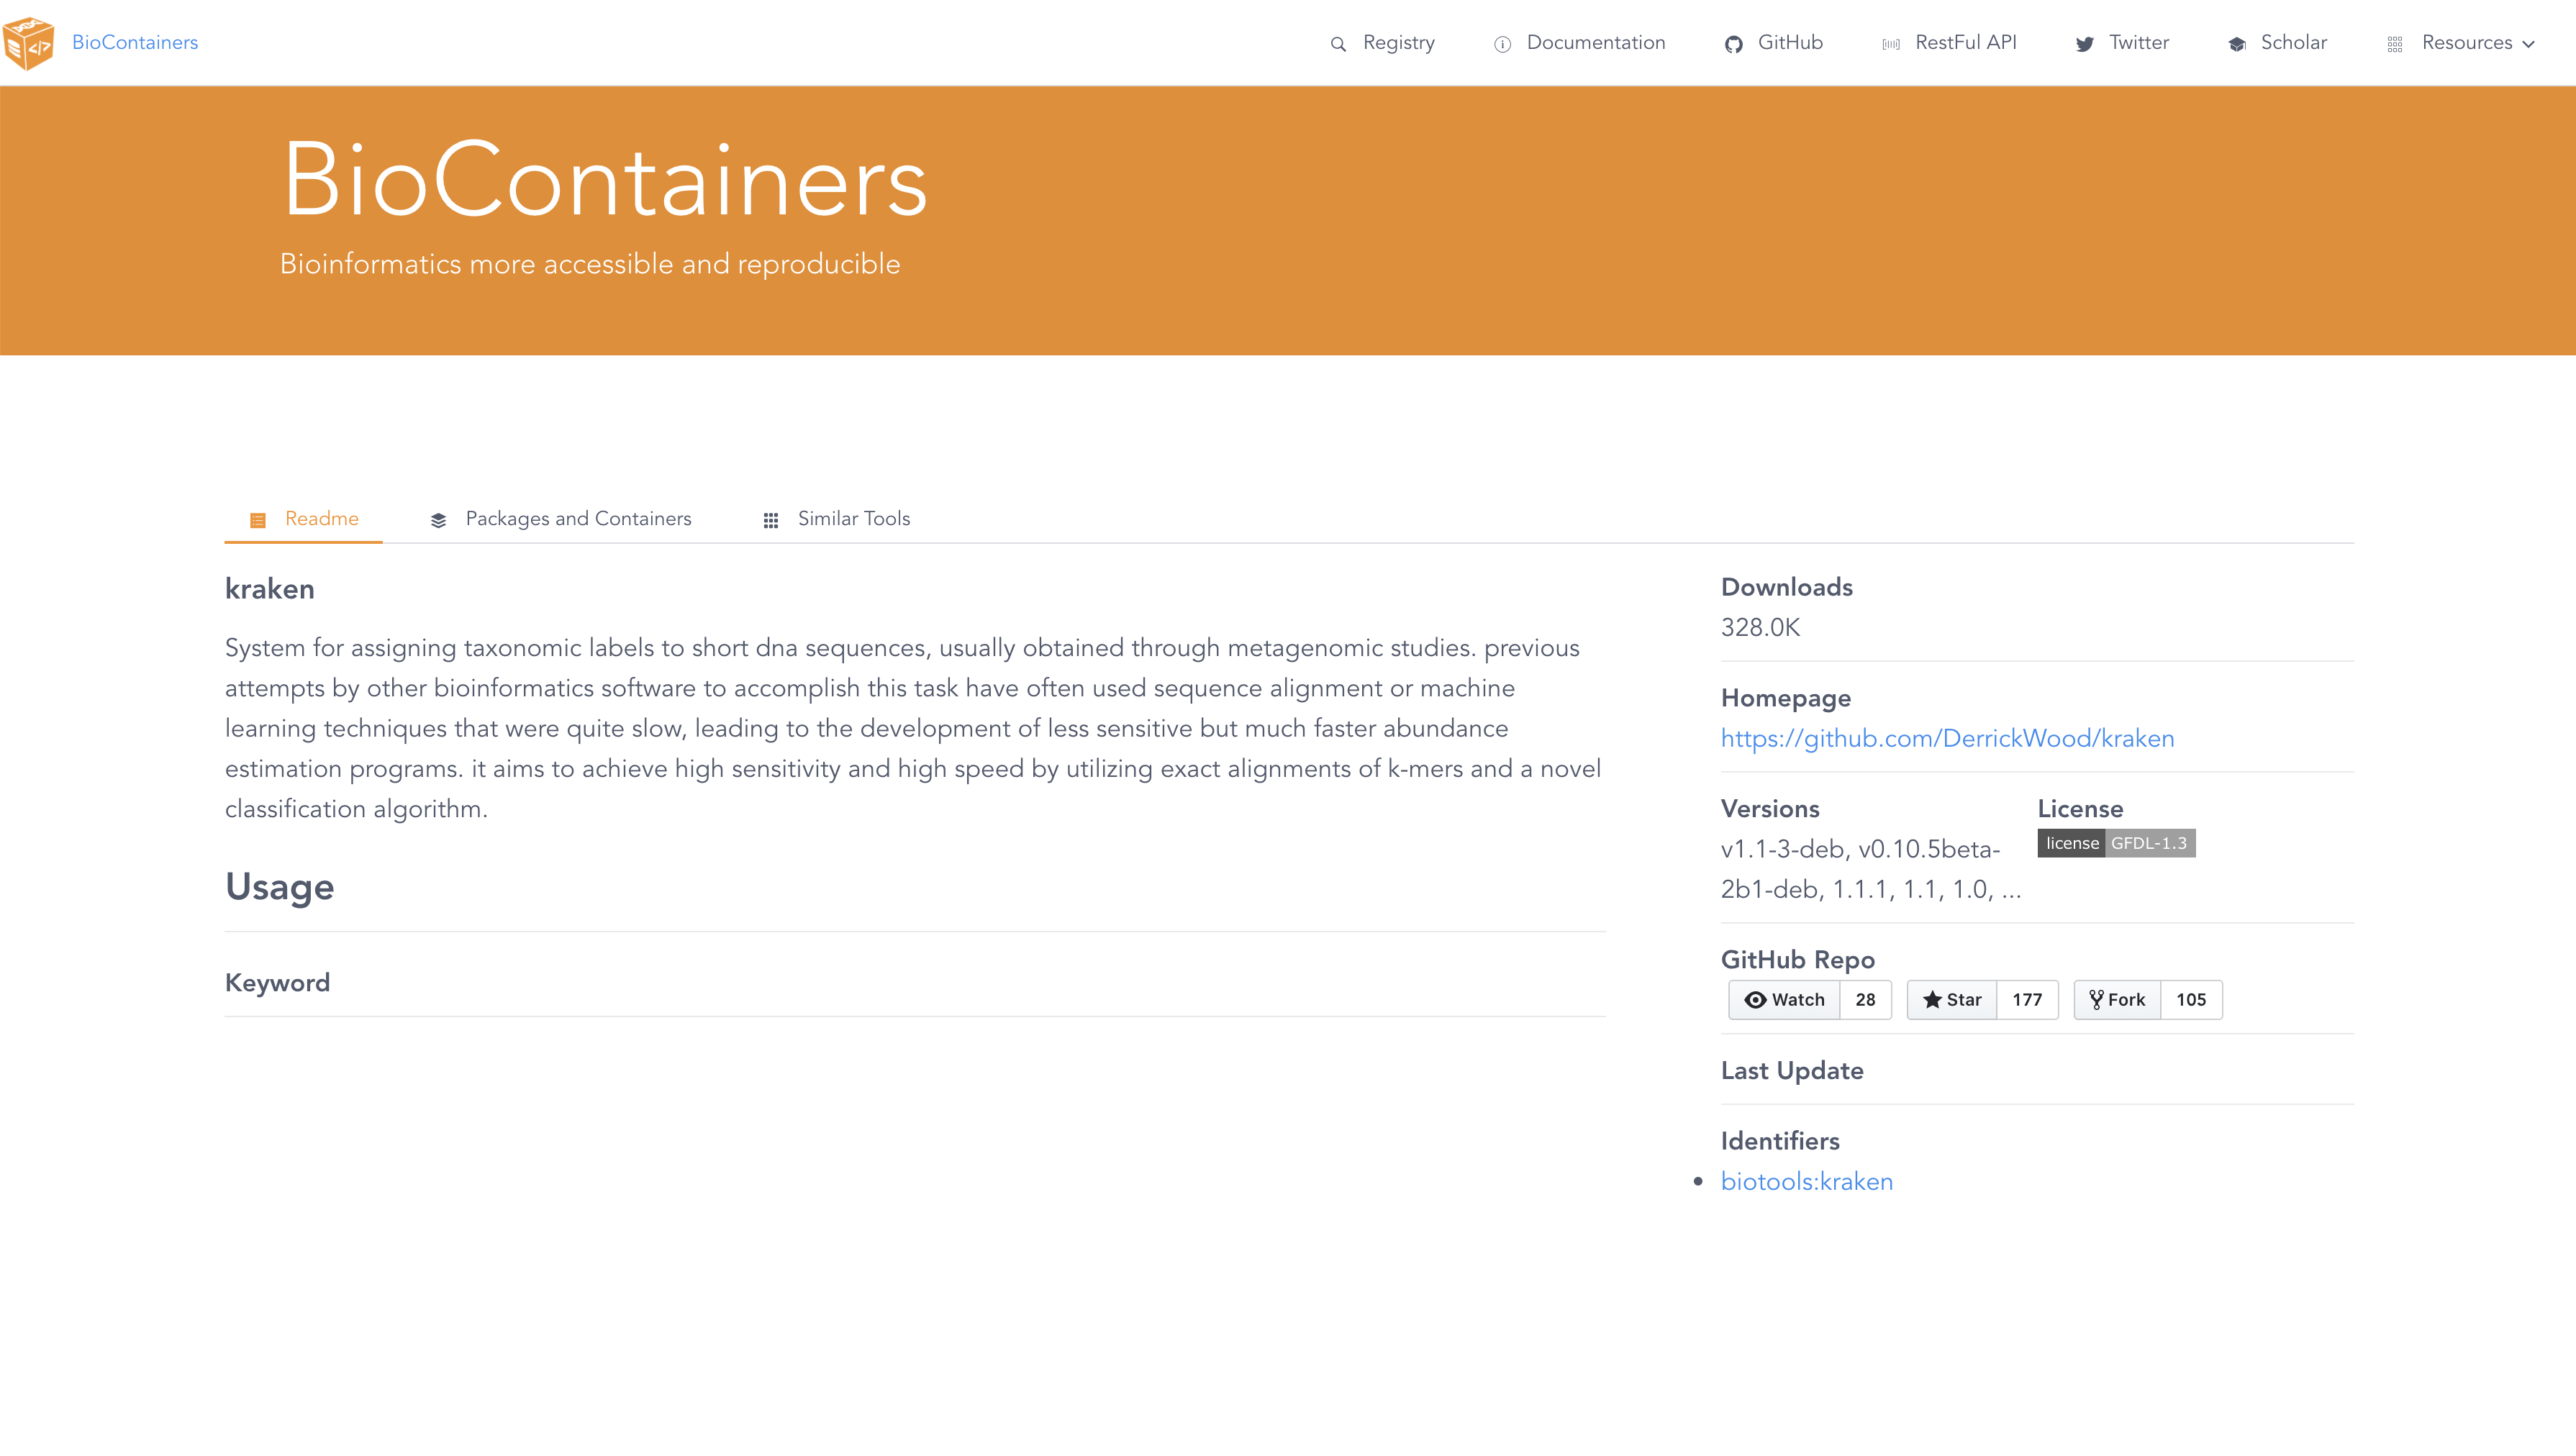 BioContainers
Registry
Documentation
GitHub
RestFul API
Twitter
Scholar
Resources
BioContainers
Bioinformatics more accessible and reproducible
Readme
Packages and Containers
Similar Tools
kraken
System for assigning taxonomic labels to short dna sequences, usually obtained through metagenomic studies. previous
attempts by other bioinformatics software to accomplish this task have often used sequence alignment or machine
learning techniques that were quite slow, leading to the development of less sensitive but much faster abundance
estimation programs. it aims to achieve high sensitivity and high speed by utilizing exact alignments of k-mers and a novel
classification algorithm.
Usage
Keyword
Downloads
328.0K
Homepage
https://github.com/DerrickWood/kraken
Versions
v1.1-3-deb, v0.10.5beta-
2b1-deb, 1.1.1, 1.1, 1.0, ...
License
license GFDL-1.3
GitHub Repo
Watch 28 Star 177 Fork 105
Last Update
Identifiers
• biotools:kraken